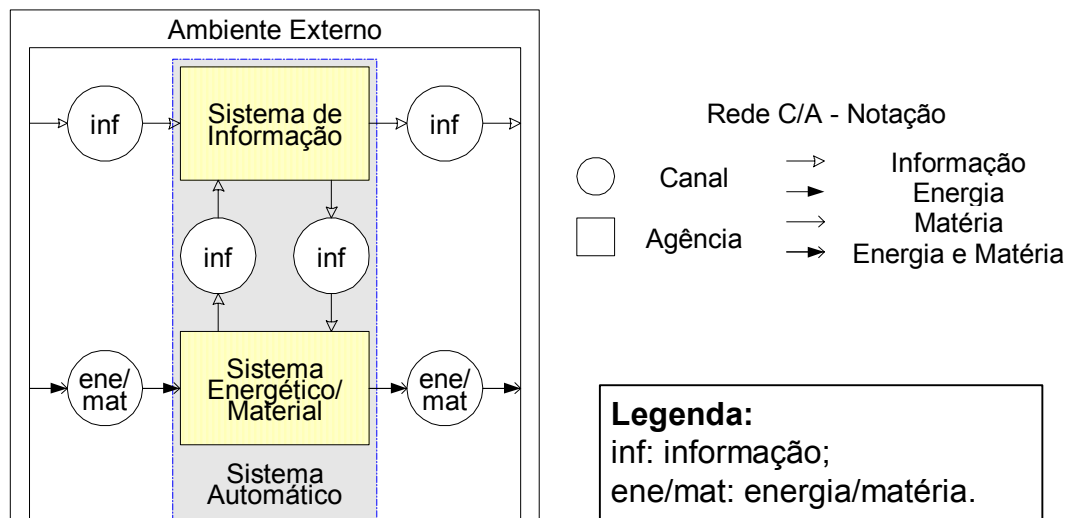 Ambiente Externo
inf
Sistema de
Informação
inf
inf
inf
ene/
mat
Sistema
Energético/
Material
ene/
mat
Sistema
Automático
Rede C/A - Notação
Canal
Agência
Informação
Energia
Matéria
Energia e Matéria
Legenda:
inf: informação;
ene/mat: energia/matéria.